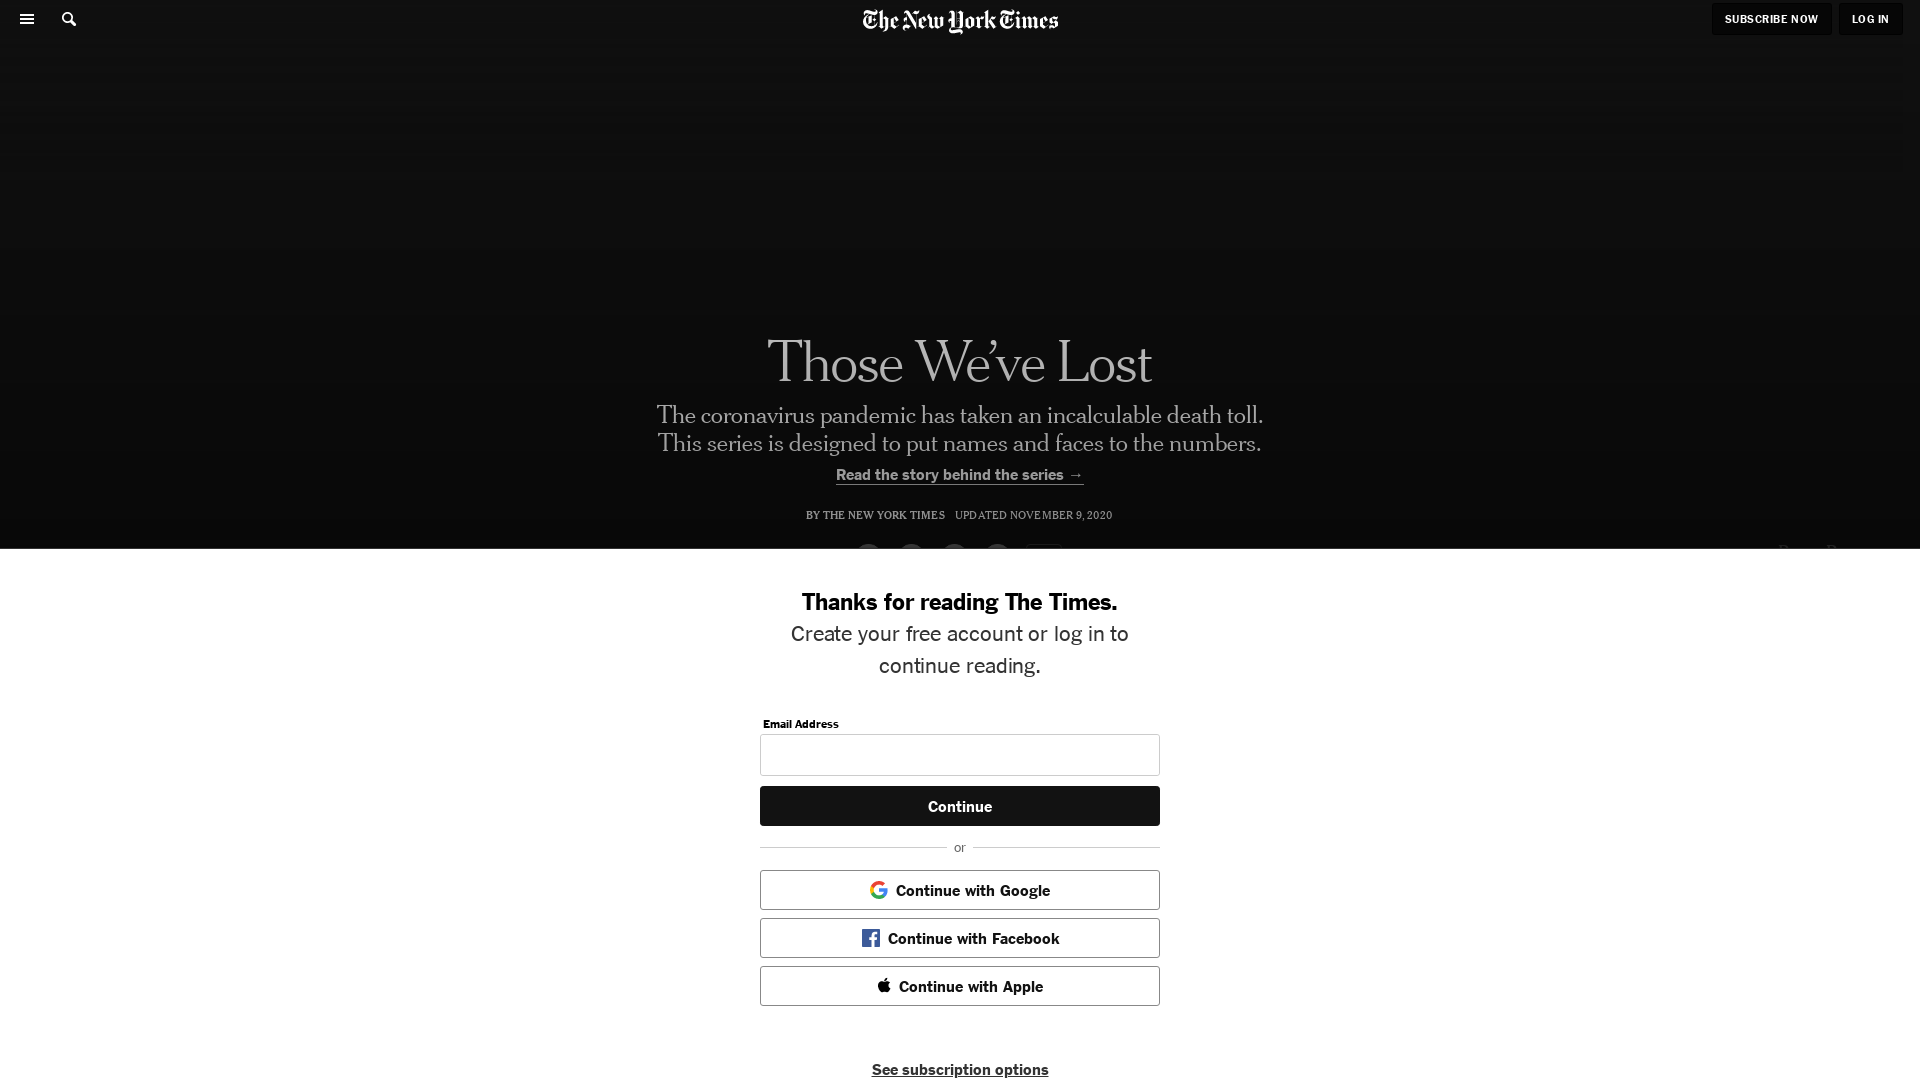 The New York Times
SUBSCRIBE NOW
LOG IN
Those We’ve Lost
The coronavirus pandemic has taken an incalculable death toll.
This series is designed to put names and faces to the numbers.
Read the story behind the series →
BY THE NEW YORK TIMES UPDATED NOVEMBER 9, 2020
Thanks for reading The Times.
Create your free account or log in to
continue reading.
Email Address
Continue
or
Continue with Google
Continue with Facebook
Continue with Apple
See subscription options